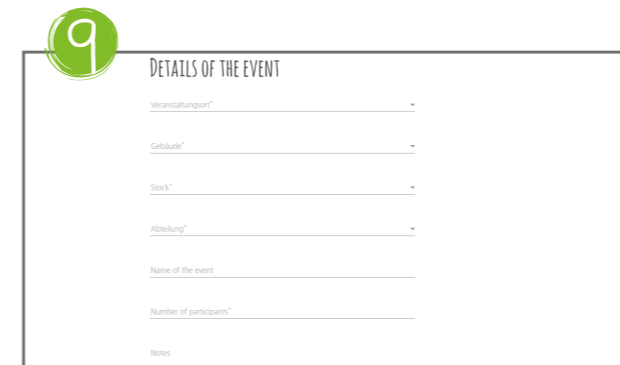 9
DETAILS OF THE EVENT
Veranstaltungsort*
Gebäude*
Stock*
Abteilung*
Name of the event
Number of participants*
Notes